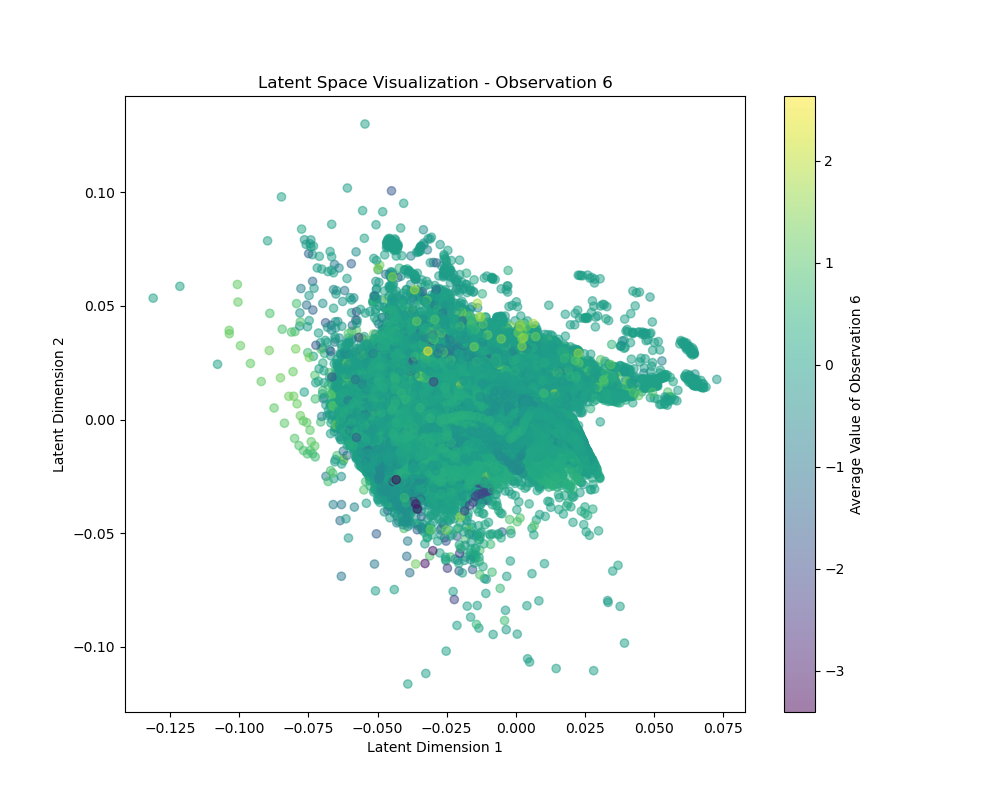 Latent Space Visualization - Observation 6
Latent Dimension 2
0.10
0.05
0.00
−0.05
−0.10
−0.125 −0.100 −0.075 −0.050 −0.025 0.000 0.025 0.050 0.075
Latent Dimension 1
2
1
0
−1
−2
−3
Average Value of Observation 6